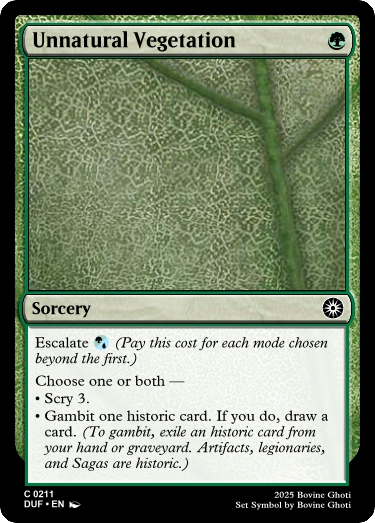 Unnatural Vegetation
Sorcery
Escalate (Pay this cost for each mode chosen
beyond the first.)
Choose one or both —
• Scry 3.
• Gambit one historic card. If you do, draw a
card. (To gambit, exile an historic card from
your hand or graveyard. Artifacts, legionaries,
and Sagas are historic.)
C 0211
DUF • EN
2025 Bovine Ghoti
Set Symbol by Bovine Ghoti